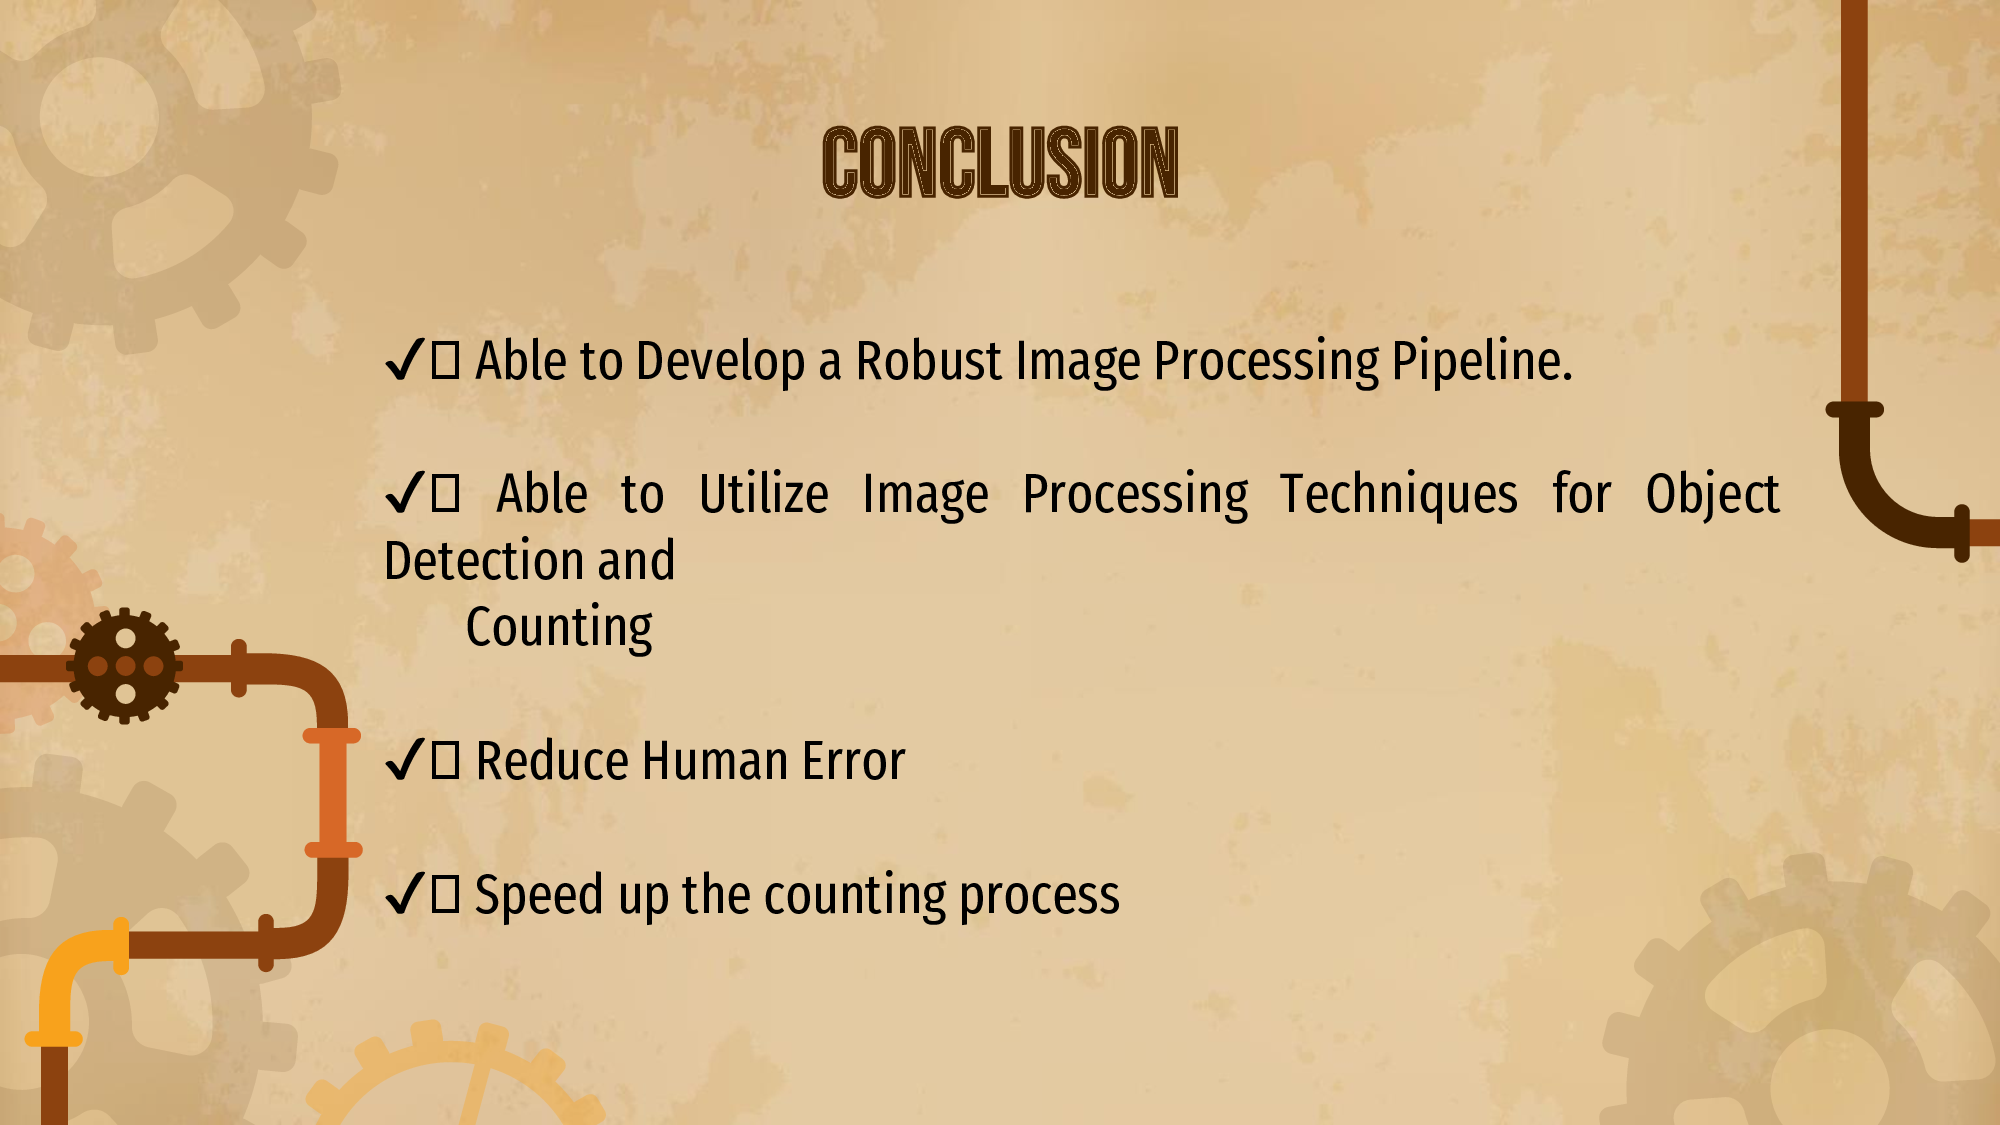 CONCLUSION
✓▯ Able to Develop a Robust Image Processing Pipeline.
✓▯ Able to Utilize Image Processing Techniques for Object
Detection and
Counting
✓▯ Reduce Human Error
✓▯ Speed up the counting process